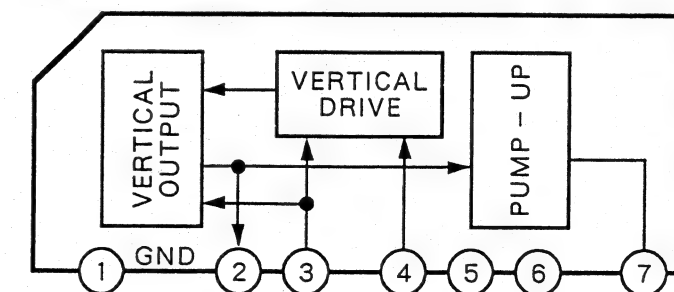 VERTICAL
OUTPUT
VERTICAL
DRIVE
PUMP – UP
1 GND 2 3 4 5 6 7